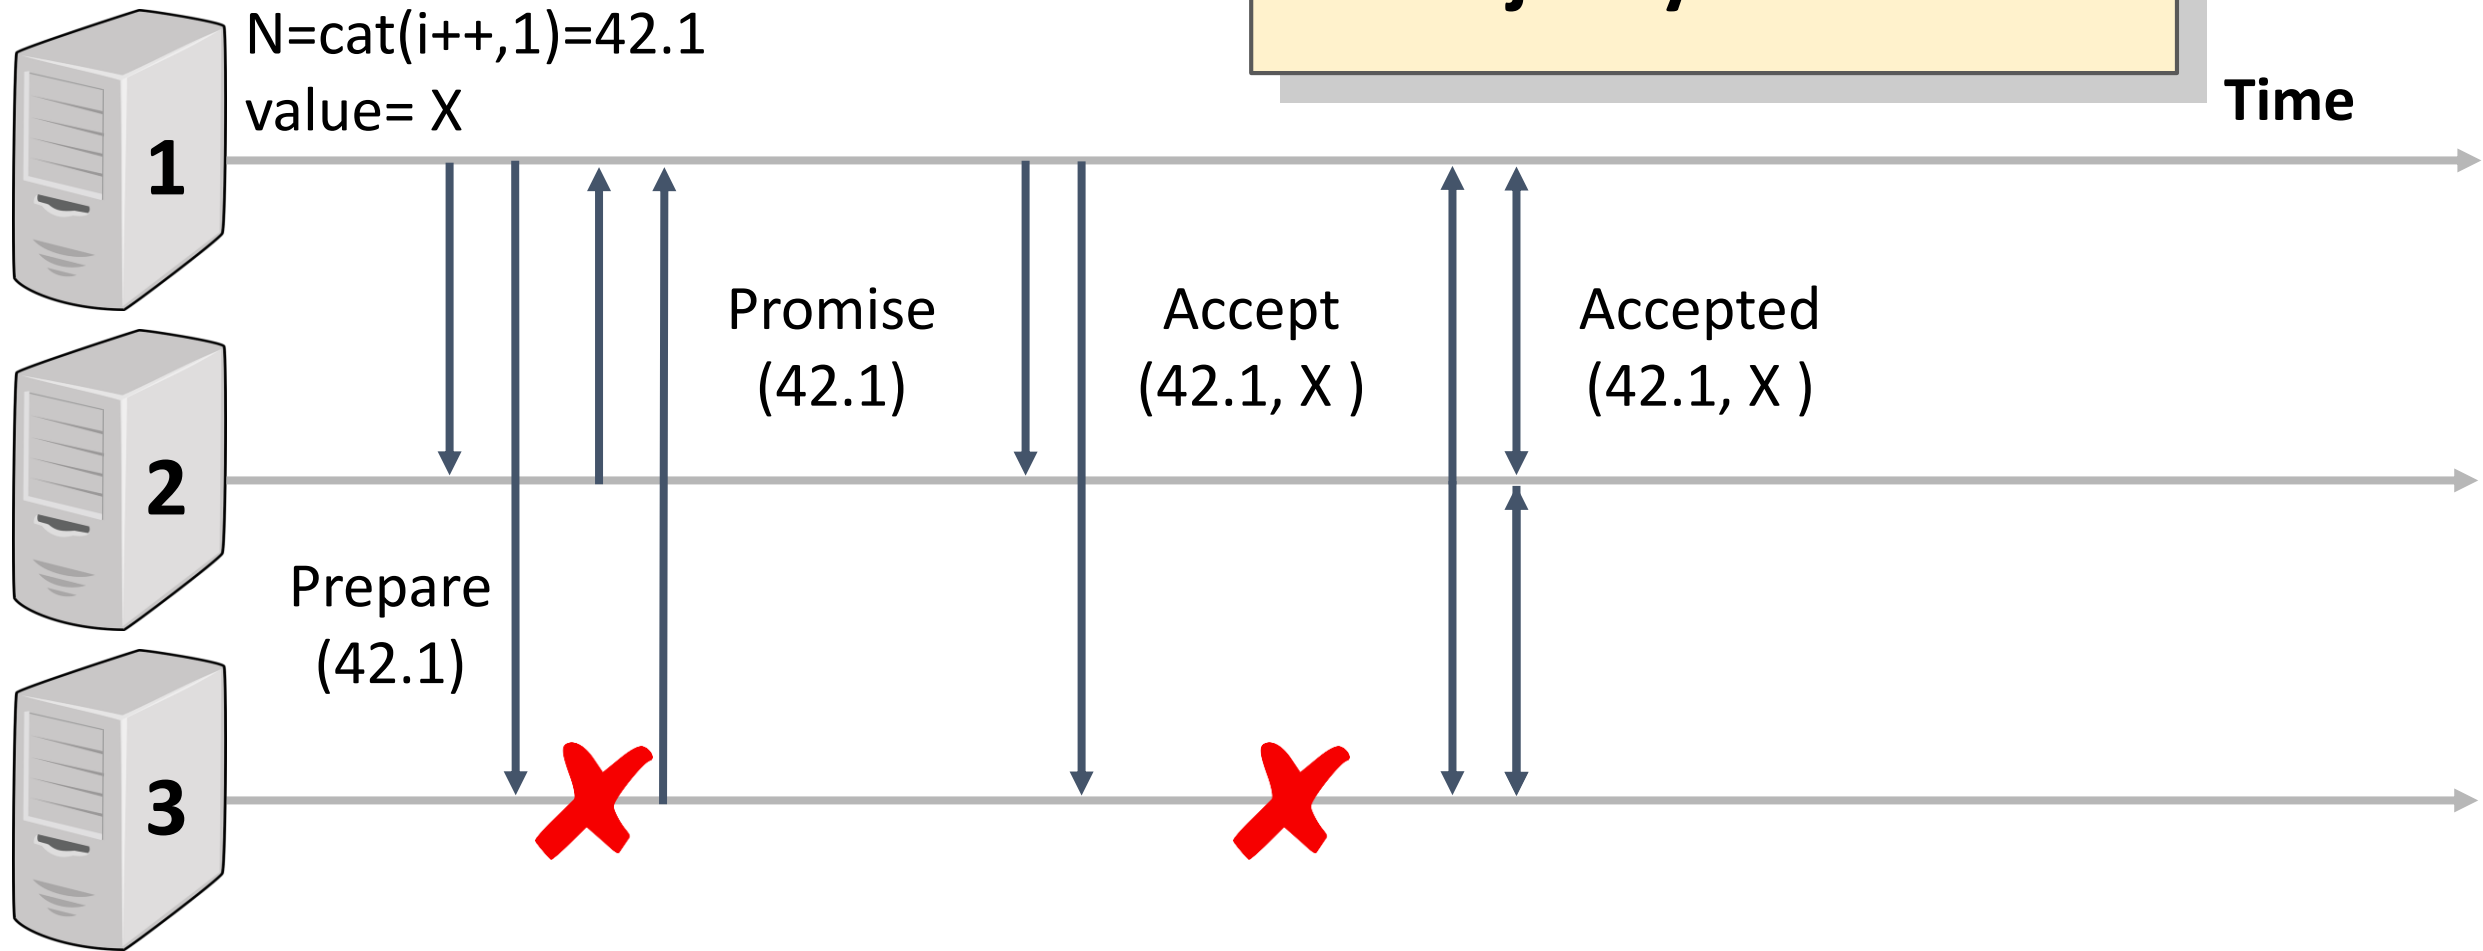 N=cat(i++,1)=42.1
value= X
Time
1
Promise
(42.1)
Accept
(42.1, X )
Accepted
(42.1, X )
2
Prepare
(42.1)
3